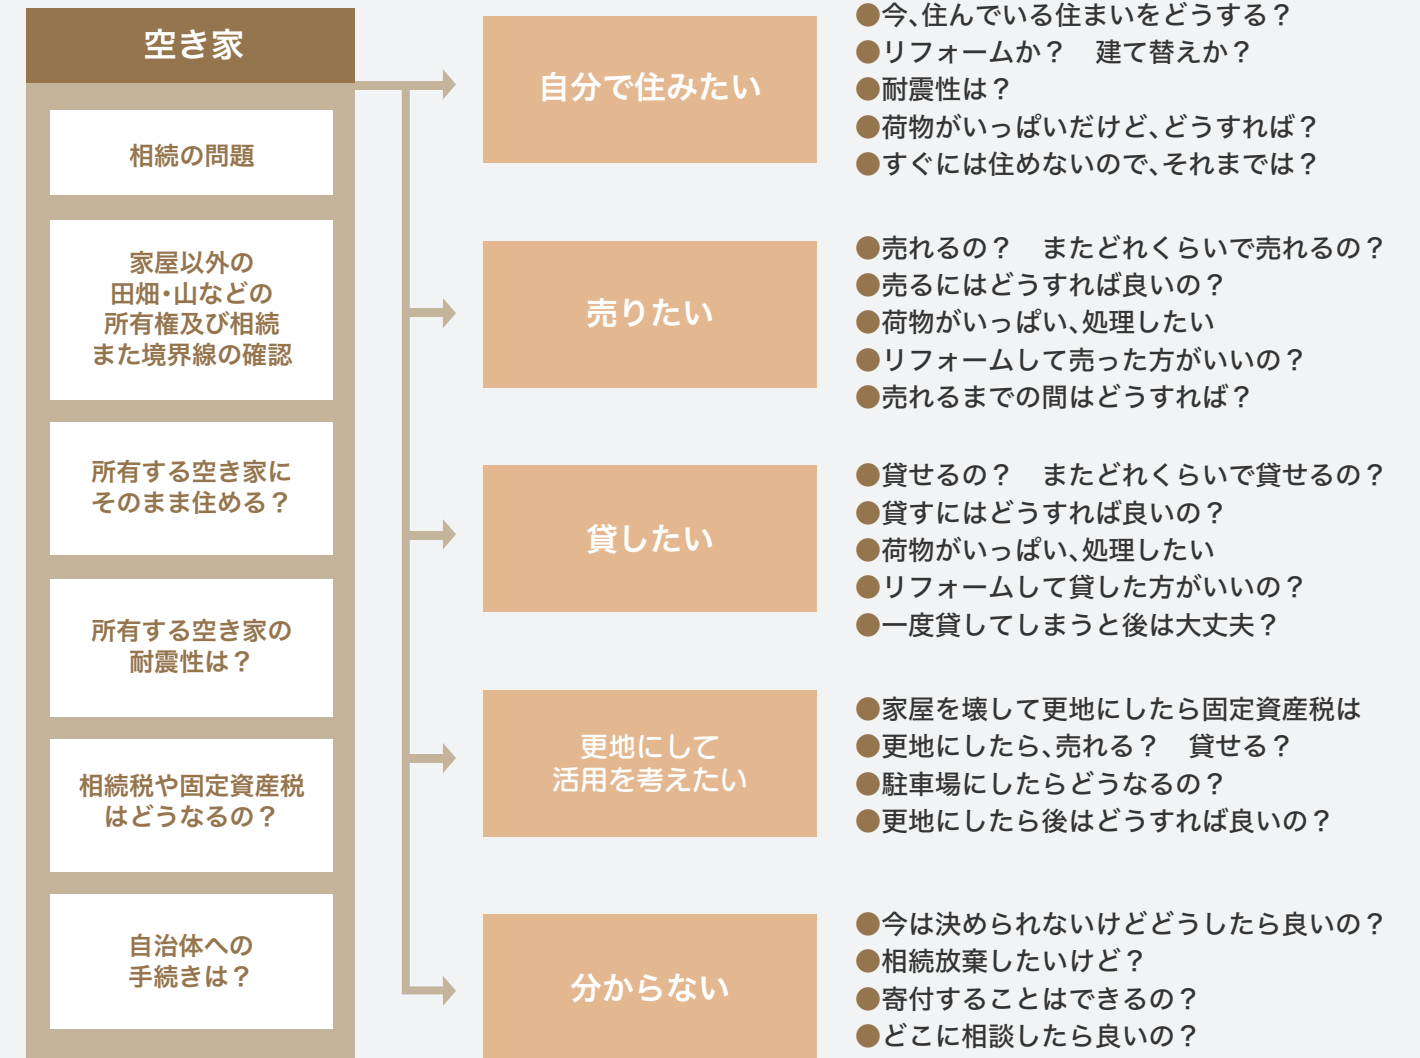 空き家
相続の問題
家屋以外の
田畑・山などの
所有権及び相続
また境界線の確認
所有する空き家に
そのまま住める？
所有する空き家の
耐震性は？
相続税や固定資産税
はどうなるの？
自治体への
手続きは？
自分で住みたい
●今、住んでいる住まいをどうする？
●リフォームか？　建て替えか？
●耐震性は？
●荷物がいっぱいだけど、どうすれば？
●すぐには住めないので、それまでは？
売りたい
●売れるの？　またどれくらいで売れるの？
●売るにはどうすれば良いの？
●荷物がいっぱい、処理したい
●リフォームして売った方がいいの？
●売れるまでの間はどうすれば？
貸したい
●貸せるの？　またどれくらいで貸せるの？
●貸すにはどうすれば良いの？
●荷物がいっぱい、処理したい
●リフォームして貸した方がいいの？
●一度貸してしまうと後は大丈夫？
更地にして
活用を考えたい
●家屋を壊して更地にしたら固定資産税は
●更地にしたら、売れる？　貸せる？
●駐車場にしたらどうなるの？
●更地にしたら後はどうすれば良いの？
分からない
●今は決められないけどどうしたら良いの？
●相続放棄したいけど？
●寄付することはできるの？
●どこに相談したら良いの？